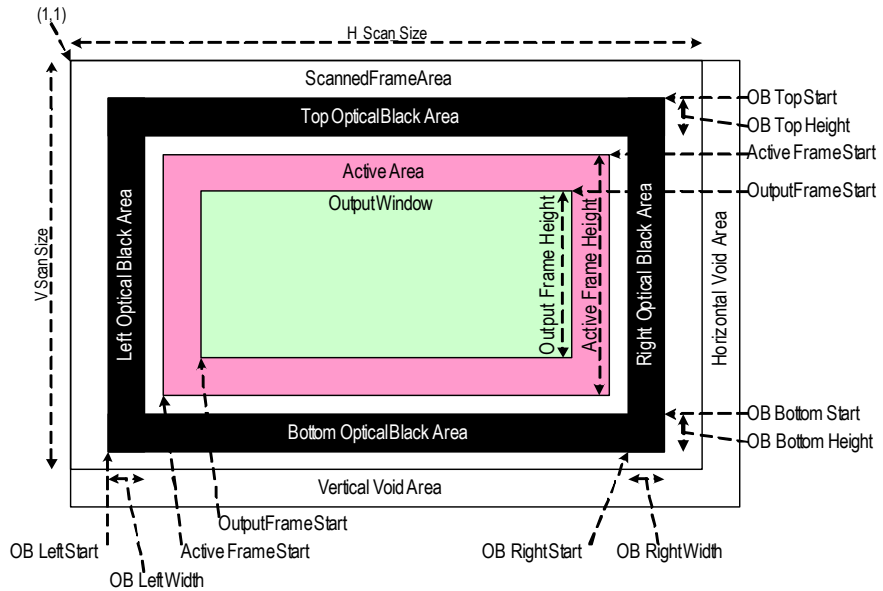 (1,1)
H Scan Size
ScannedFrameArea
OB TopStart
Top OpticalBlack Area
OB Top Height
Active FrameStart
Active Area
OutputFrameStart
OutputWindow
V Scan Size
Left Optical Black Area
Output Frame Height
Active Frame Height
Right Optical Black Area
Horizontal Void Area
OB Bottom Start
Bottom OpticalBlack Area
OB Bottom Height
Vertical Void Area
OutputFrameStart
OB LeftStart
Active FrameStart
OB RightStart
OB RightWidth
OB LeftWidth